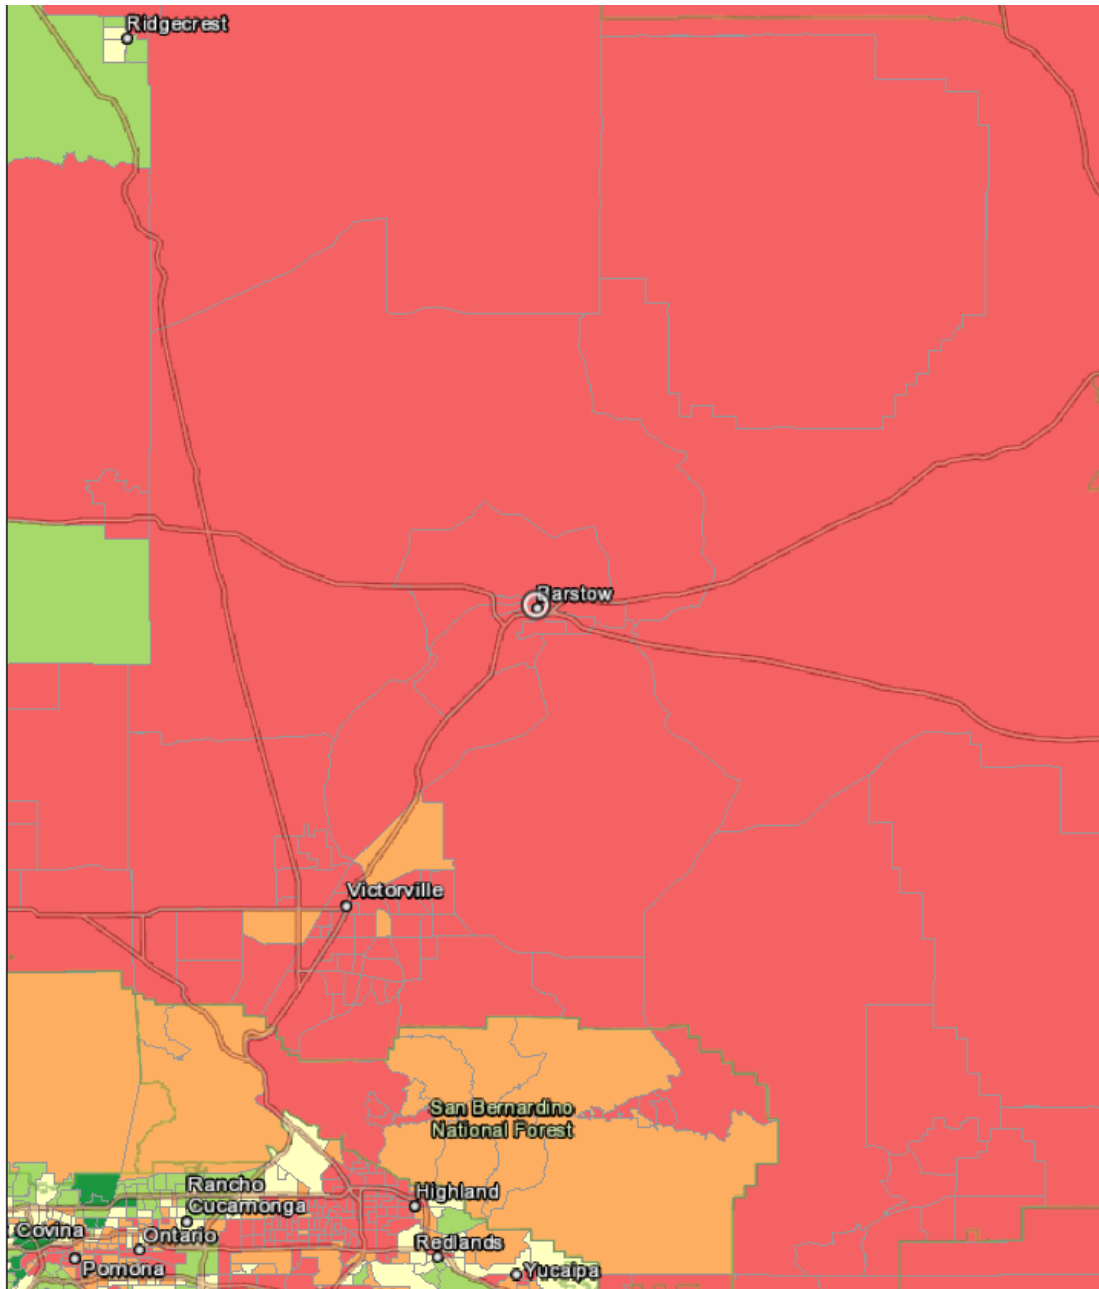 Ridgecrest
Barstow
Victorville
San Bernardino
National Forest
Rancho
Cucamonga
Highland
Covina
Ontario
Redlands
Pomona
Yucaipa